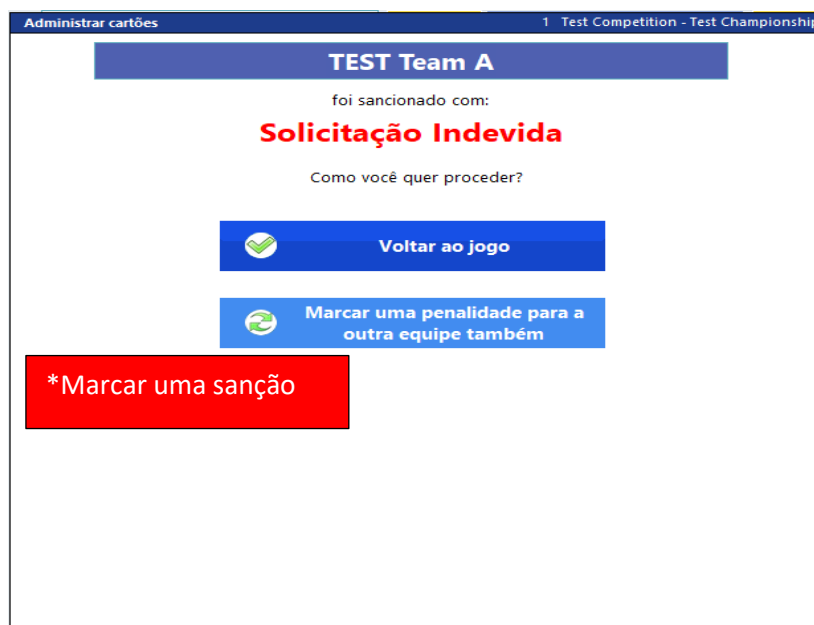 Administrar cartões
1 Test Competition - Test Championship
TEST Team A
foi sancionado com:
Solicitação Indevida
Como você quer proceder?
Voltar ao jogo
Marcar uma penalidade para a
outra equipe também
*Marcar uma sanção